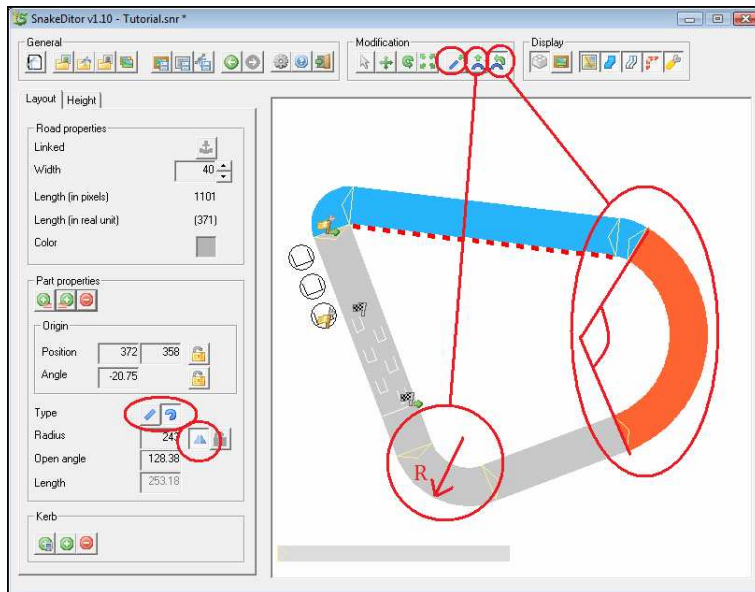 SnakeEditor v1.10 - Tutorial.snr *
General
Modification
Display
Layout
Height
Road properties
Linked
Width 40
Length (in pixels) 1101
Length (in real unit) (371)
Color
Part properties
Origin
Position 372 358
Angle -20.75
Type
Radius 243
Open angle 128.38
Length 253.18
Kerb
R